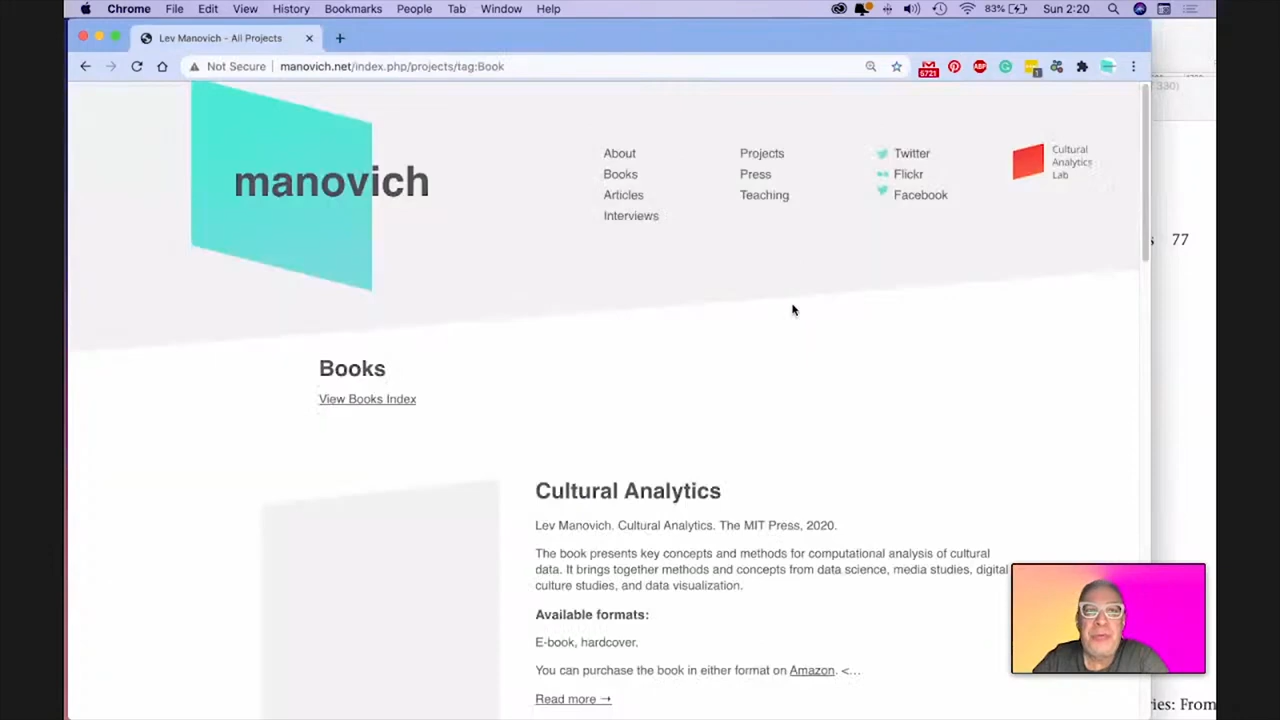 Chrome File Edit View History Bookmarks People Tab Window Help 83% Sun 2:20
Lev Manovich - All Projects
Not Secure | manovich.net/index.php/projects/tag:Book
6721 ABP 1
330)
manovich
About
Books
Articles
Interviews
Projects
Press
Teaching
Twitter
Flickr
Facebook
Cultural
Analytics
Lab
s 77
Books
View Books Index
Cultural Analytics
Lev Manovich. Cultural Analytics. The MIT Press, 2020.
The book presents key concepts and methods for computational analysis of cultural
data. It brings together methods and concepts from data science, media studies, digital
culture studies, and data visualization.
Available formats:
E-book, hardcover.
You can purchase the book in either format on Amazon. <...
Read more →
ries: From